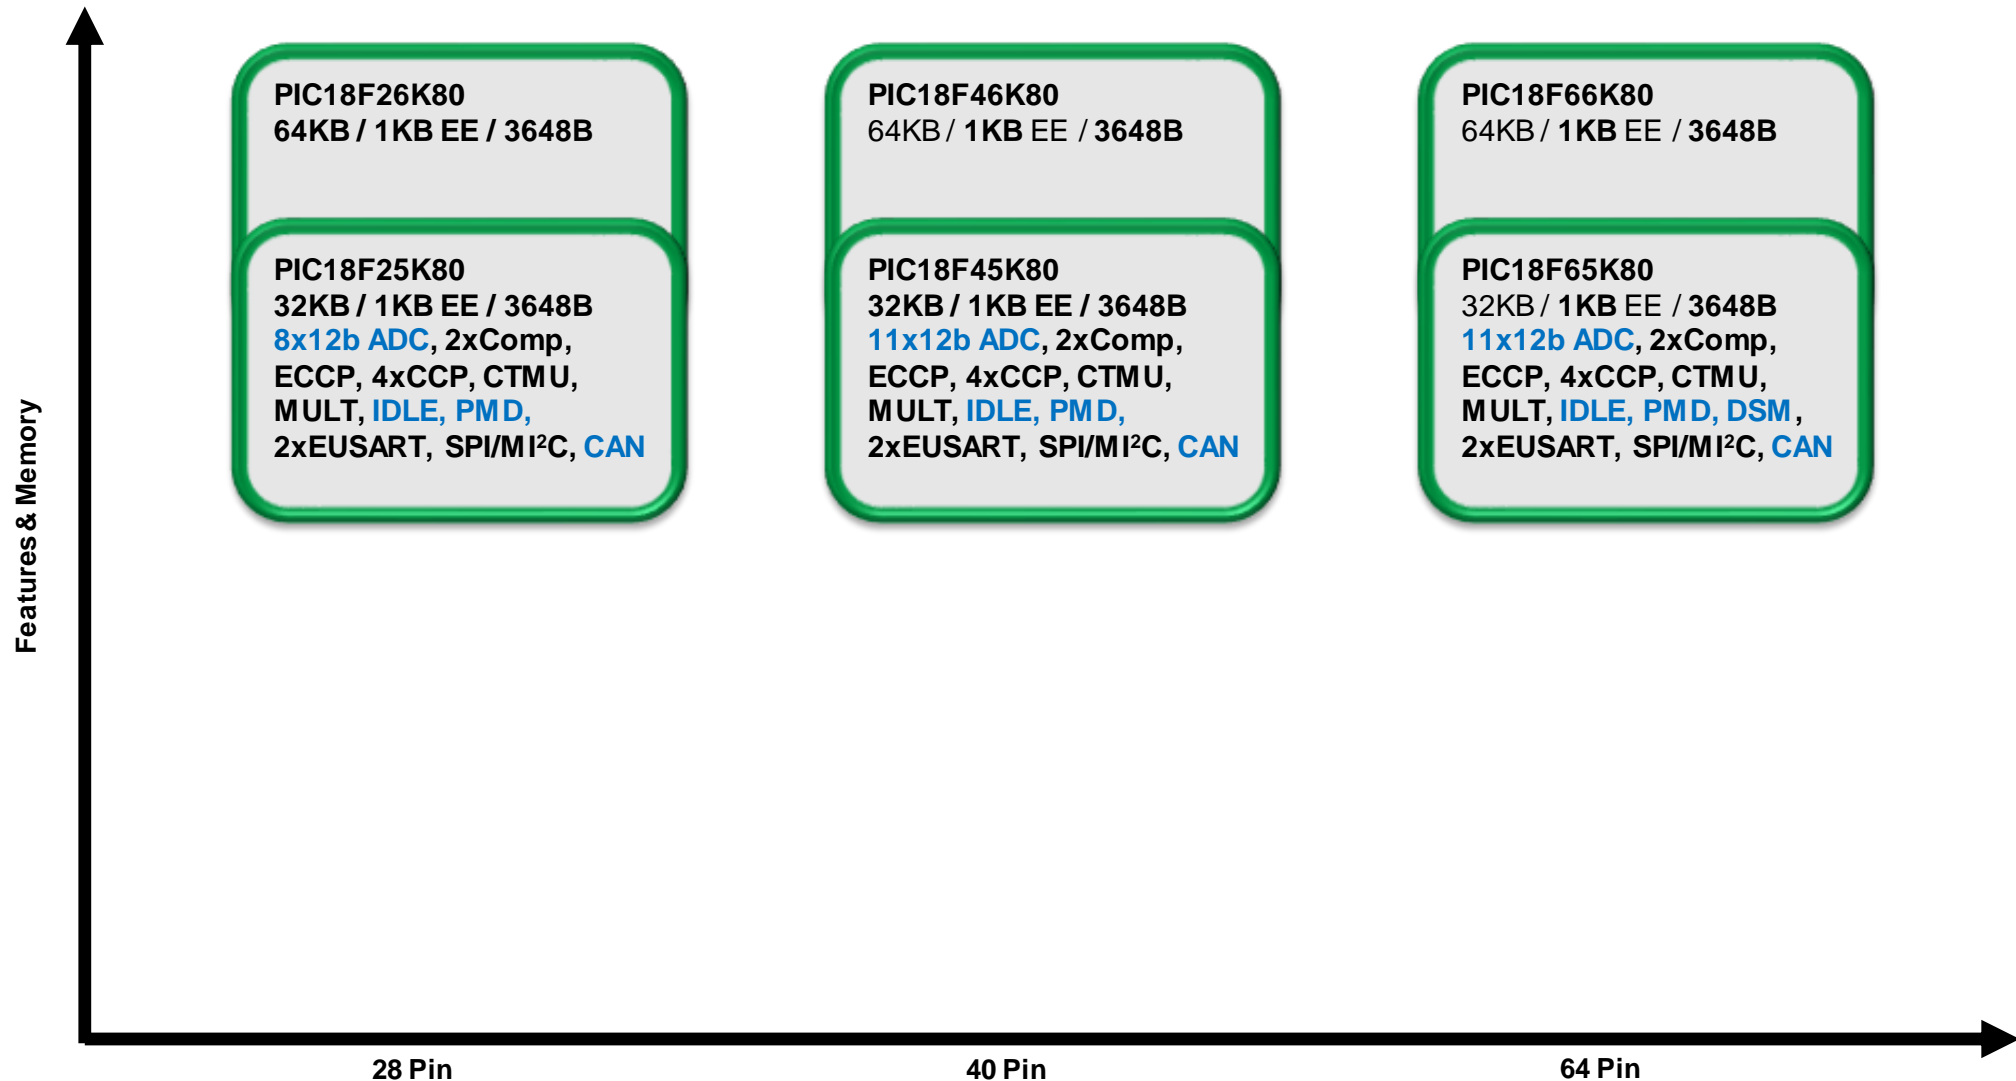 Features & Memory
PIC18F26K80
64KB / 1KB EE / 3648B
PIC18F25K80
32KB / 1KB EE / 3648B
8x12b ADC, 2xComp,
ECCP, 4xCCP, CTMU,
MULT, IDLE, PMD,
2xEUSART, SPI/MI²C, CAN
PIC18F46K80
64KB / 1KB EE / 3648B
PIC18F45K80
32KB / 1KB EE / 3648B
11x12b ADC, 2xComp,
ECCP, 4xCCP, CTMU,
MULT, IDLE, PMD,
2xEUSART, SPI/MI²C, CAN
PIC18F66K80
64KB / 1KB EE / 3648B
PIC18F65K80
32KB / 1KB EE / 3648B
11x12b ADC, 2xComp,
ECCP, 4xCCP, CTMU,
MULT, IDLE, PMD, DSM,
2xEUSART, SPI/MI²C, CAN
28 Pin
40 Pin
64 Pin